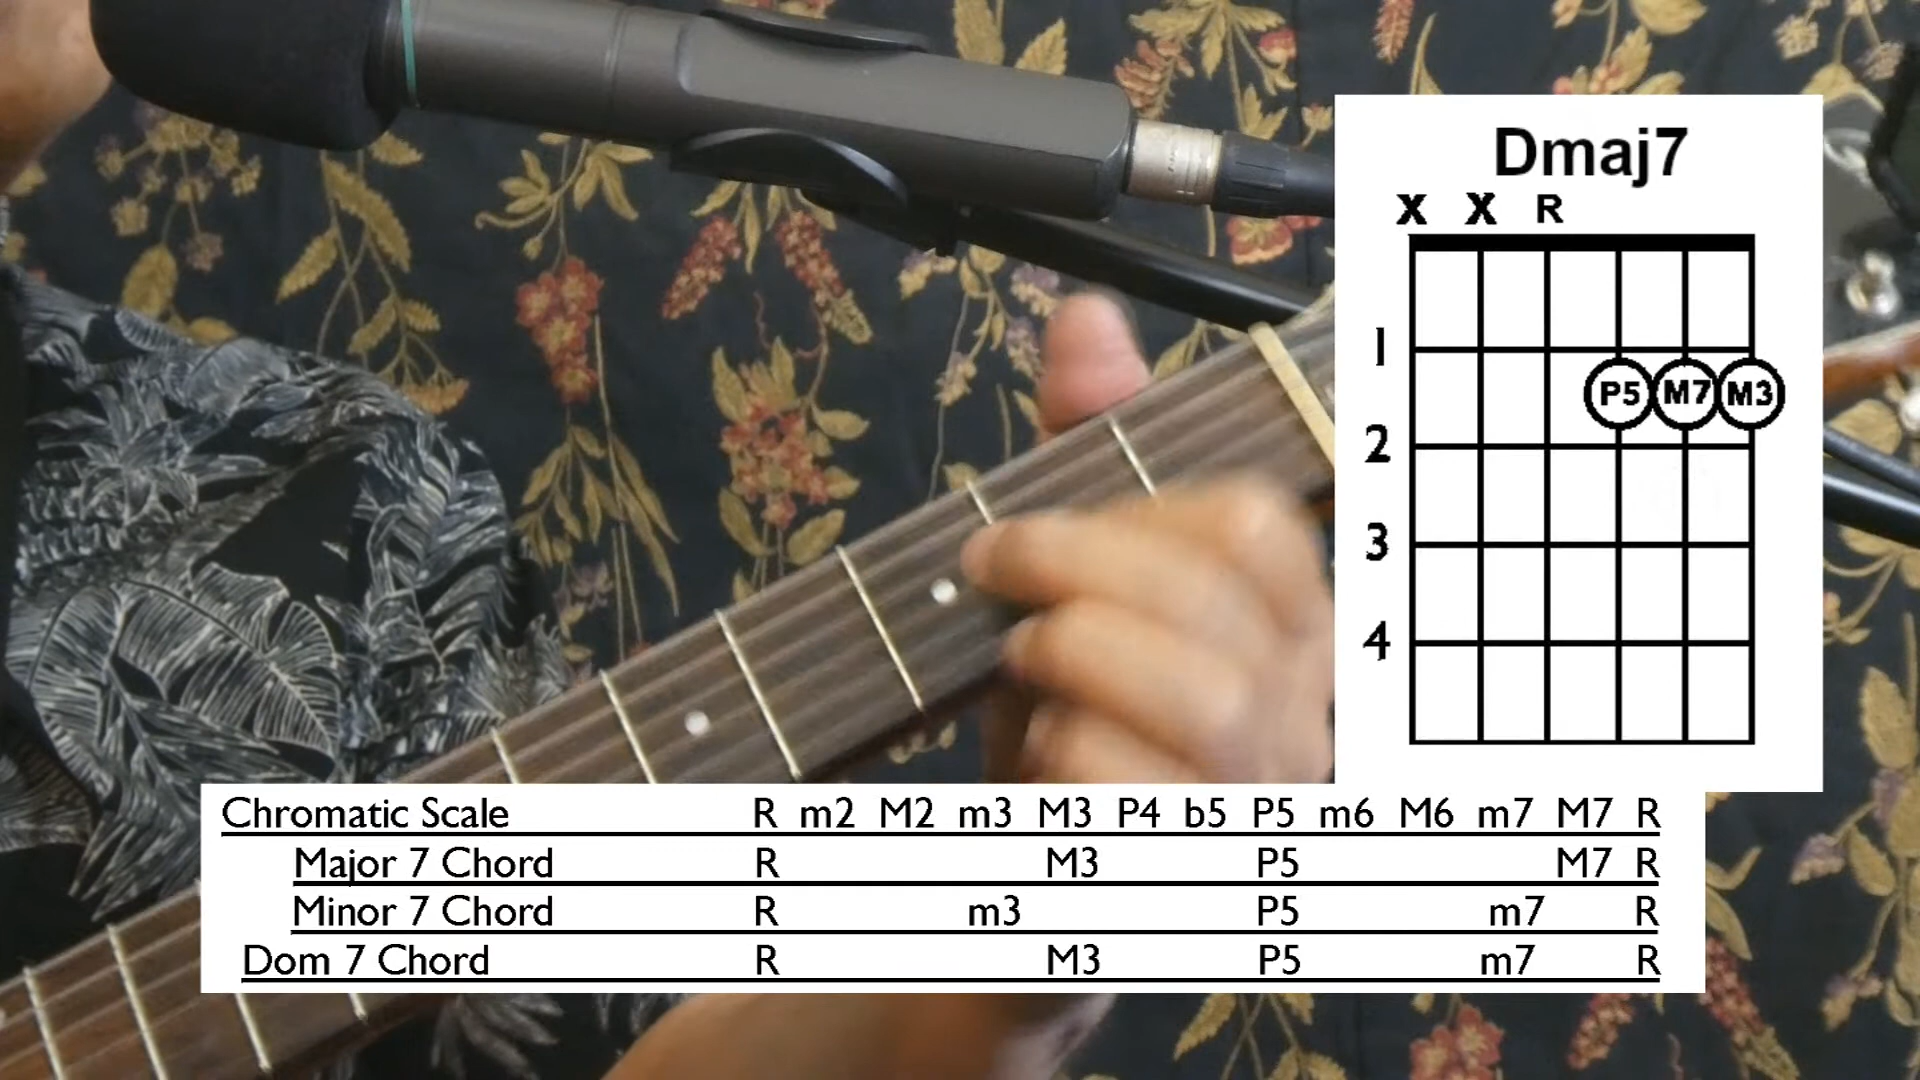 Dmaj7
X X R
1
P5 M7 M3
2
3
4
Chromatic Scale R m2 M2 m3 M3 P4 b5 P5 m6 M6 m7 M7 R
Major 7 Chord R M3 P5 M7 R
Minor 7 Chord R m3 P5 m7 R
Dom 7 Chord R M3 P5 m7 R